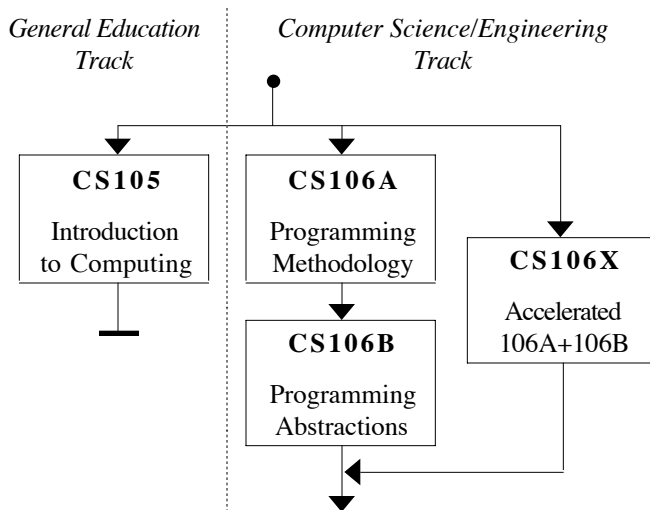 General Education
Track
Computer Science/Engineering
Track
CS105
Introduction
to Computing
CS106A
Programming
Methodology
CS106B
Programming
Abstractions
CS106X
Accelerated
106A+106B